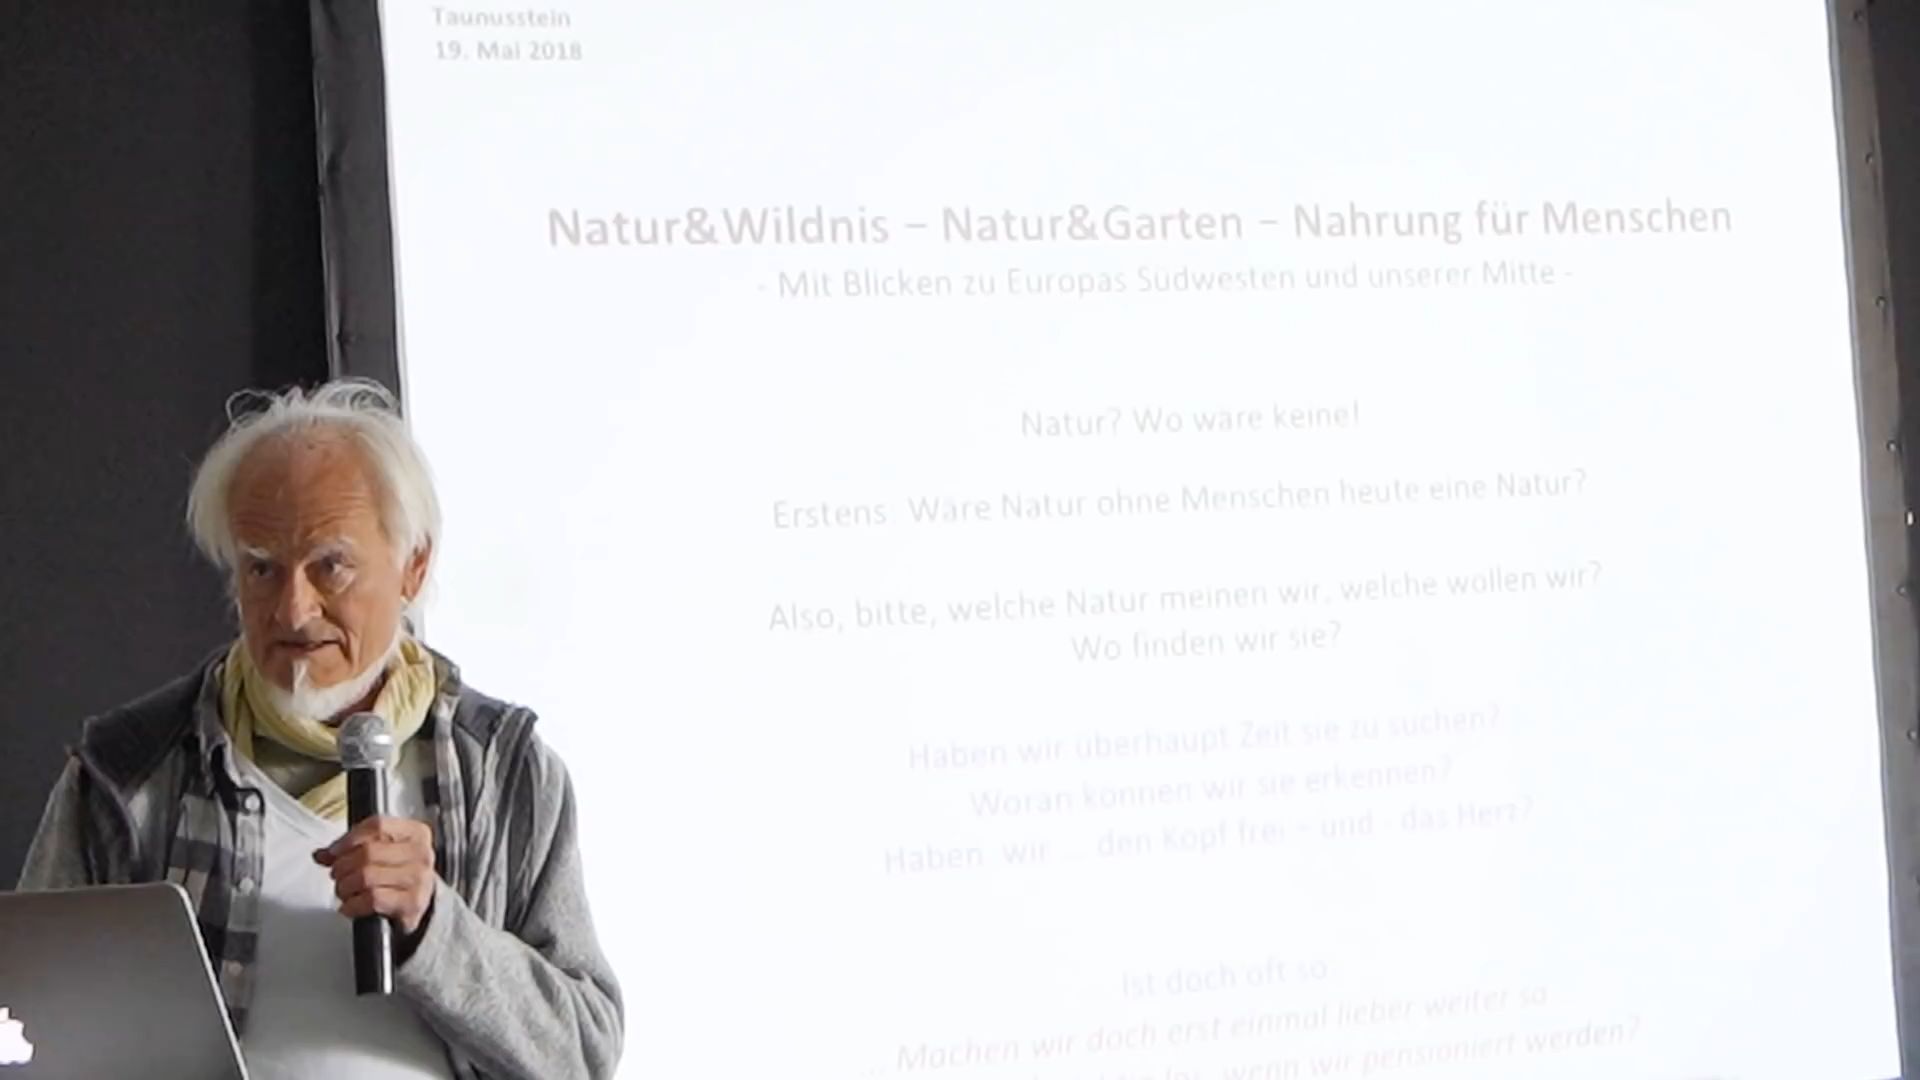 Taunusstein
19. Mai 2018
Natur&Wildnis – Natur&Garten – Nahrung für Menschen
- Mit Blicken zu Europas Südwesten und unserer Mitte -
Natur? Wo wäre keine!
Erstens: Wäre Natur ohne Menschen heute eine Natur?
Also, bitte, welche Natur meinen wir, welche wollen wir?
Wo finden wir sie?
Haben wir überhaupt Zeit sie zu suchen?
Woran können wir sie erkennen?
Haben wir ... den Kopf frei – und - das Herz?
Ist doch oft so
... Machen wir doch erst einmal lieber weiter so
los, wenn wir pensioniert werden?